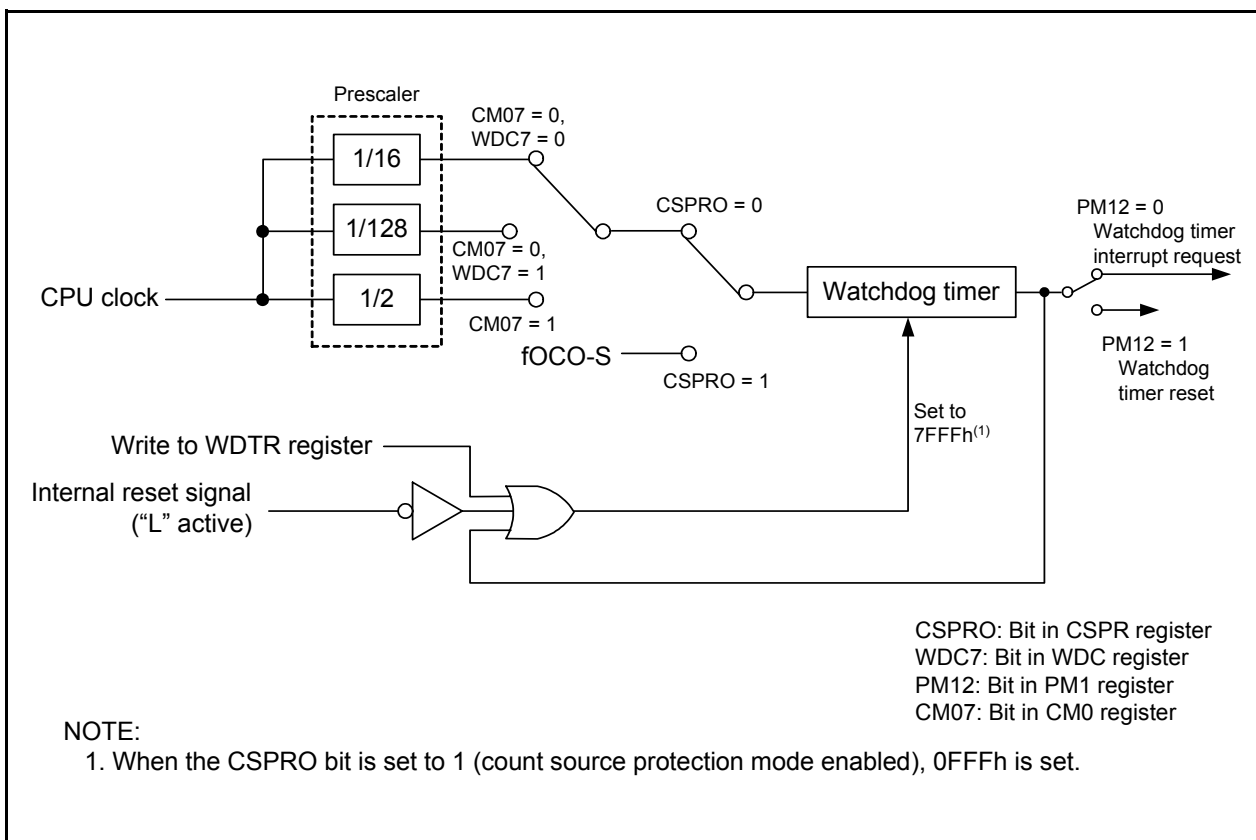 Prescaler
1/16
1/128
1/2
CPU clock
CM07 = 0,
WDC7 = 0
CM07 = 0,
WDC7 = 1
CM07 = 1
fOCO-S
CSPRO = 0
CSPRO = 1
Watchdog timer
PM12 = 0
Watchdog timer
interrupt request
PM12 = 1
Watchdog
timer reset
Set to
7FFFh(1)
Write to WDTR register
Internal reset signal
(“L” active)
CSPRO: Bit in CSPR register
WDC7: Bit in WDC register
PM12: Bit in PM1 register
CM07: Bit in CM0 register
NOTE:
1. When the CSPRO bit is set to 1 (count source protection mode enabled), 0FFFh is set.